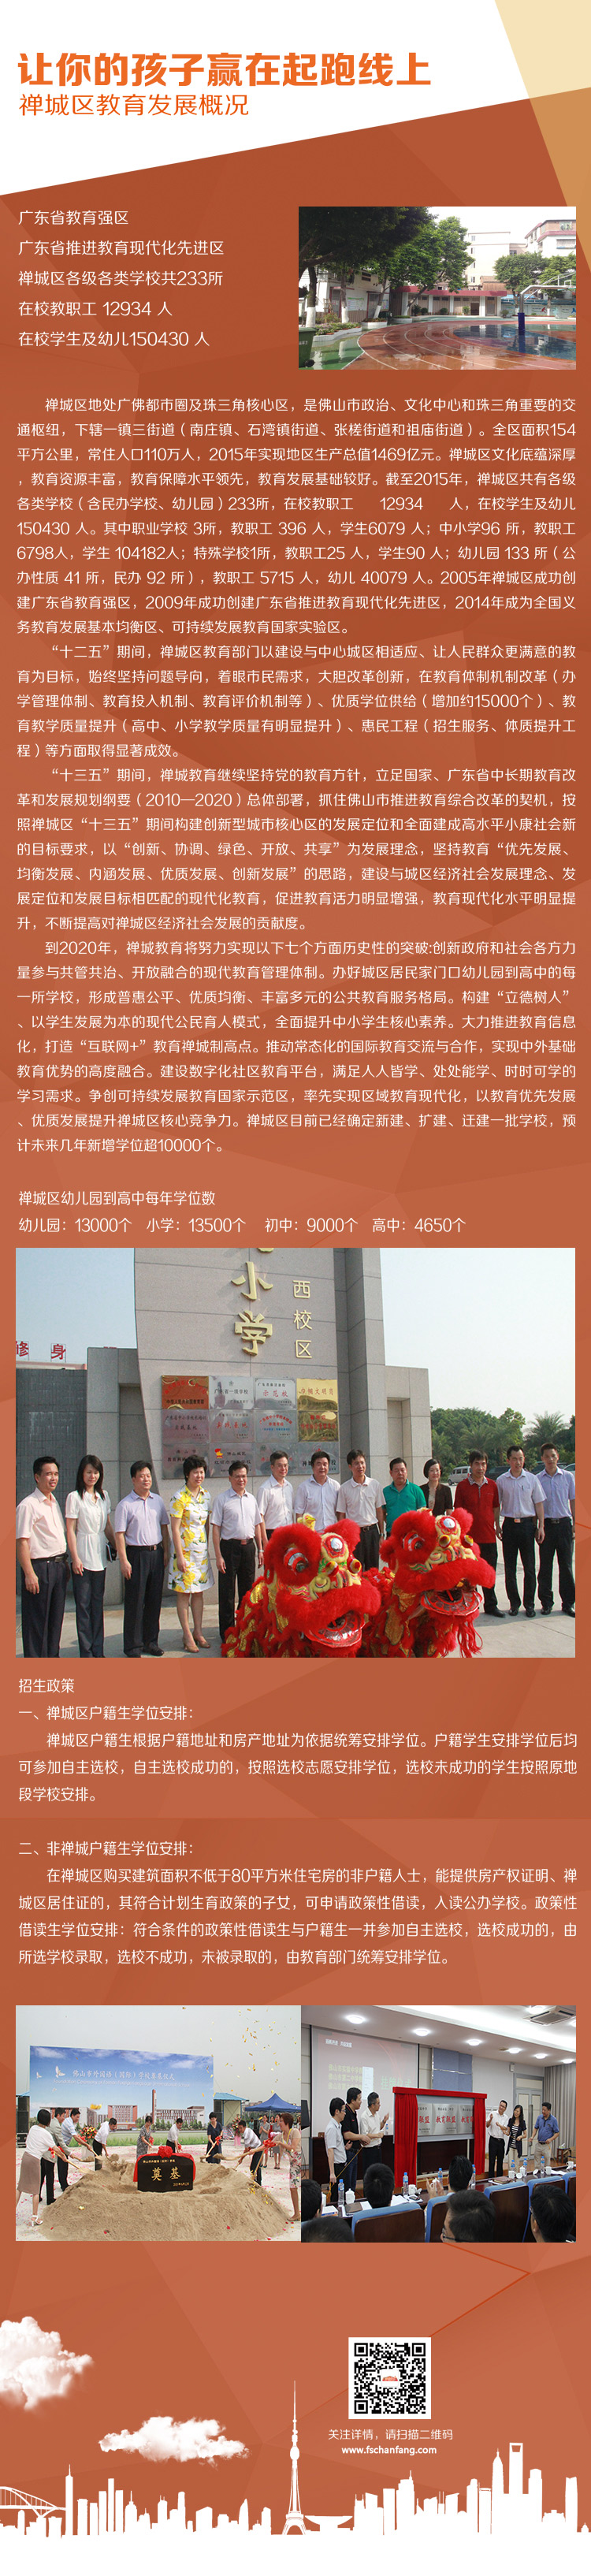 让你的孩子赢在起跑线上
禅城区教育发展概况
广东省教育强区
广东省推进教育现代化先进区
禅城区各级各类学校共233所
在校教职工 12934 人
在校学生及幼儿150430 人
禅城区地处广佛都市圈及珠三角核心区，是佛山市政治、文化中心和珠三角重要的交
通枢纽，下辖一镇三街道（南庄镇、石湾镇街道、张槎街道和祖庙街道）。全区面积154
平方公里，常住人口110万人，2015年实现地区生产总值1469亿元。禅城区文化底蕴深厚
，教育资源丰富，教育保障水平领先，教育发展基础较好。截至2015年，禅城区共有各级
各类学校（含民办学校、幼儿园）233所，在校教职工 12934 人，在校学生及幼儿
150430 人。其中职业学校 3所，教职工 396 人，学生6079 人；中小学96 所，教职工
6798人，学生 104182人；特殊学校1所，教职工25 人，学生90 人；幼儿园 133 所（公
办性质 41 所，民办 92 所），教职工 5715 人，幼儿 40079 人。2005年禅城区成功创
建广东省教育强区，2009年成功创建广东省推进教育现代化先进区，2014年成为全国义
务教育发展基本均衡区、可持续发展教育国家实验区。
“十二五”期间，禅城区教育部门以建设与中心城区相适应、让人民群众更满意的教
育为目标，始终坚持问题导向，着眼市民需求，大胆改革创新，在教育体制机制改革（办
学管理体制、教育投入机制、教育评价机制等）、优质学位供给（增加约15000个）、教
育教学质量提升（高中、小学教学质量有明显提升）、惠民工程（招生服务、体质提升工
程）等方面取得显著成效。
“十三五”期间，禅城教育继续坚持党的教育方针，立足国家、广东省中长期教育改
革和发展规划纲要（2010—2020）总体部署，抓住佛山市推进教育综合改革的契机，按
照禅城区“十三五”期间构建创新型城市核心区的发展定位和全面建成高水平小康社会新
的目标要求，以“创新、协调、绿色、开放、共享”为发展理念，坚持教育“优先发展、
均衡发展、内涵发展、优质发展、创新发展”的思路，建设与城区经济社会发展理念、发
展定位和发展目标相匹配的现代化教育，促进教育活力明显增强，教育现代化水平明显提
升，不断提高对禅城区经济社会发展的贡献度。
到2020年，禅城教育将努力实现以下七个方面历史性的突破:创新政府和社会各方力
量参与共管共治、开放融合的现代教育管理体制。办好城区居民家门口幼儿园到高中的每
一所学校，形成普惠公平、优质均衡、丰富多元的公共教育服务格局。构建“立德树人”
、以学生发展为本的现代公民育人模式，全面提升中小学生核心素养。大力推进教育信息
化，打造“互联网+”教育禅城制高点。推动常态化的国际教育交流与合作，实现中外基础
教育优势的高度融合。建设数字化社区教育平台，满足人人皆学、处处能学、时时可学的
学习需求。争创可持续发展教育国家示范区，率先实现区域教育现代化，以教育优先发展
、优质发展提升禅城区核心竞争力。禅城区目前已经确定新建、扩建、迁建一批学校，预
计未来几年新增学位超10000个。
禅城区幼儿园到高中每年学位数
幼儿园：13000个 小学：13500个 初中：9000个 高中：4650个
小学
西校区
修身
招生政策
一、禅城区户籍生学位安排：
禅城区户籍生根据户籍地址和房产地址为依据统筹安排学位。户籍学生安排学位后均
可参加自主选校，自主选校成功的，按照选校志愿安排学位，选校未成功的学生按照原地
段学校安排。
二、非禅城户籍生学位安排：
在禅城区购买建筑面积不低于80平方米住宅房的非户籍人士，能提供房产权证明、禅
城区居住证的，其符合计划生育政策的子女，可申请政策性借读，入读公办学校。政策性
借读生学位安排：符合条件的政策性借读生与户籍生一并参加自主选校，选校成功的，由
所选学校录取，选校不成功，未被录取的，由教育部门统筹安排学位。
佛山市外国语（国际）学校奠基仪式
奠基
关注详情，请扫描二维码
www.fschanfang.com